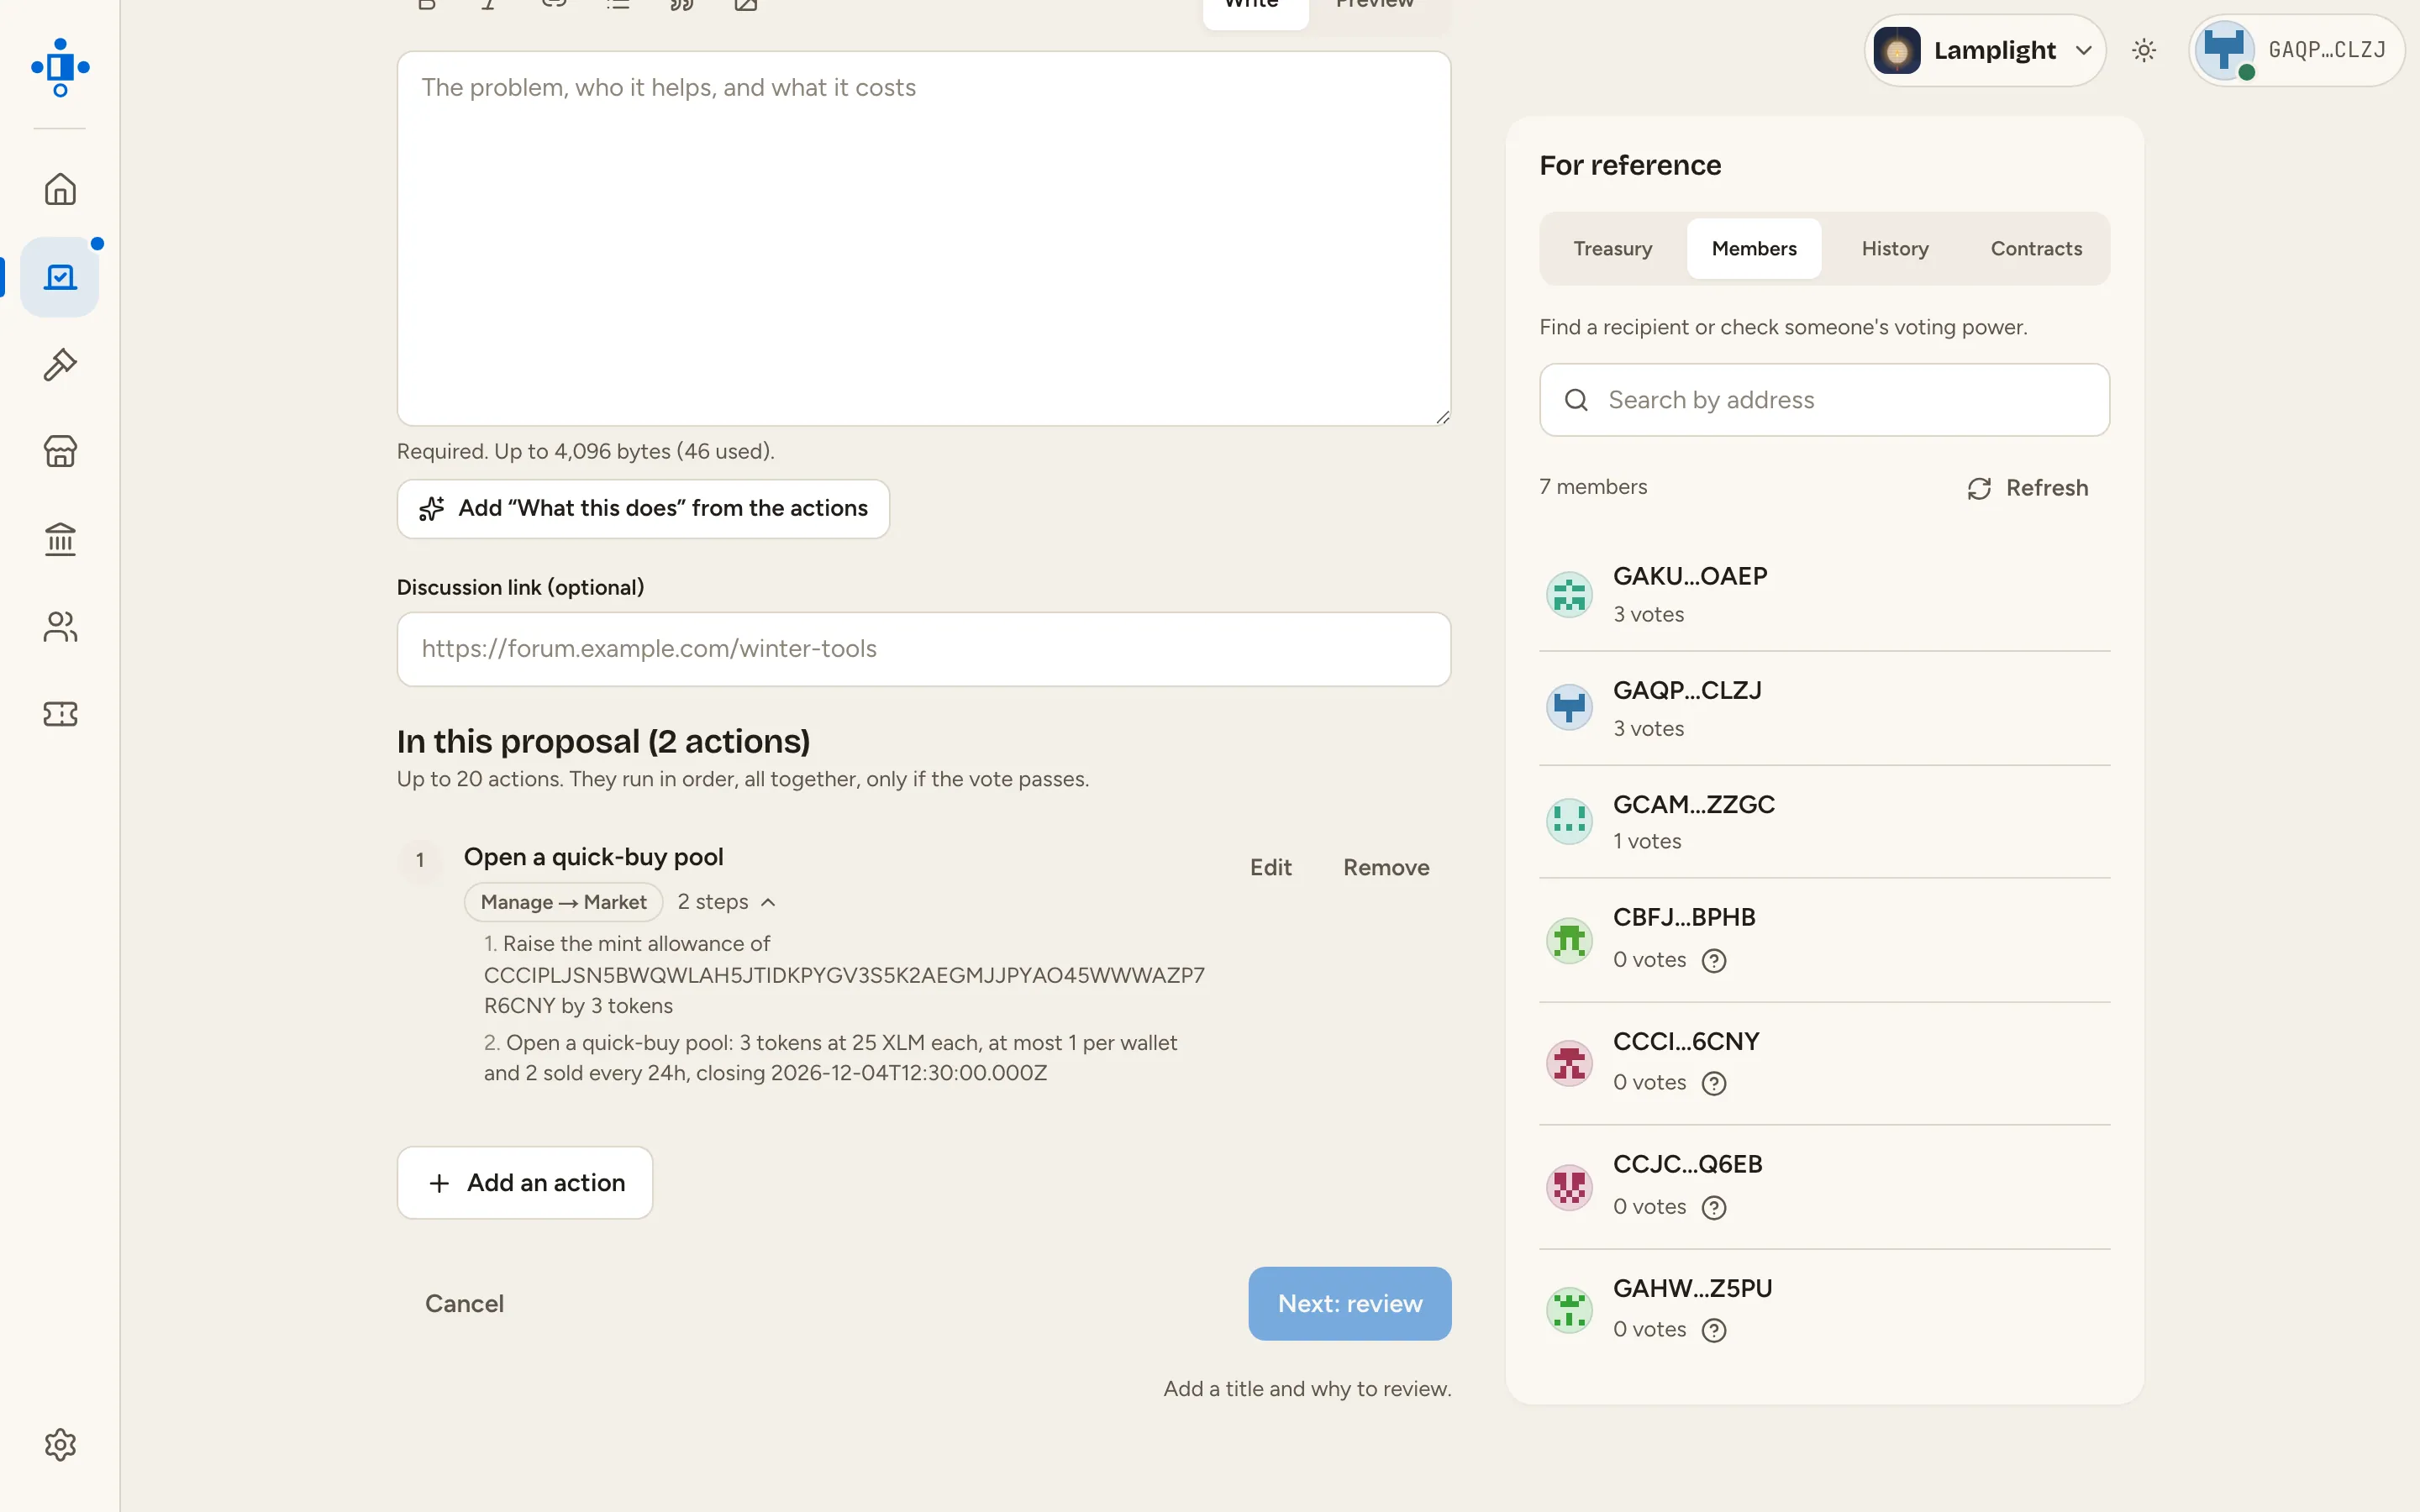 Write
Preview
The problem, who it helps, and what it costs
Required. Up to 4,096 bytes (46 used).
Add “What this does” from the actions
Discussion link (optional)
https://forum.example.com/winter-tools
In this proposal (2 actions)
Up to 20 actions. They run in order, all together, only if the vote passes.
1
Open a quick-buy pool
Edit
Remove
Manage → Market
2 steps
1. Raise the mint allowance of
CCCIPLJSN5BWQWLAH5JTIDKPYGV3S5K2AEGMJJPYAO45WWWAZP7
R6CNY by 3 tokens
2. Open a quick-buy pool: 3 tokens at 25 XLM each, at most 1 per wallet
and 2 sold every 24h, closing 2026-12-04T12:30:00.000Z
Add an action
Cancel
Next: review
Add a title and why to review.
Lamplight
GAQP…CLZJ
For reference
Treasury
Members
History
Contracts
Find a recipient or check someone's voting power.
Search by address
7 members
Refresh
GAKU...OAEP
3 votes
GAQP...CLZJ
3 votes
GCAM...ZZGC
1 votes
CBFJ...BPHB
0 votes
CCCI...6CNY
0 votes
CCJC...Q6EB
0 votes
GAHW...Z5PU
0 votes